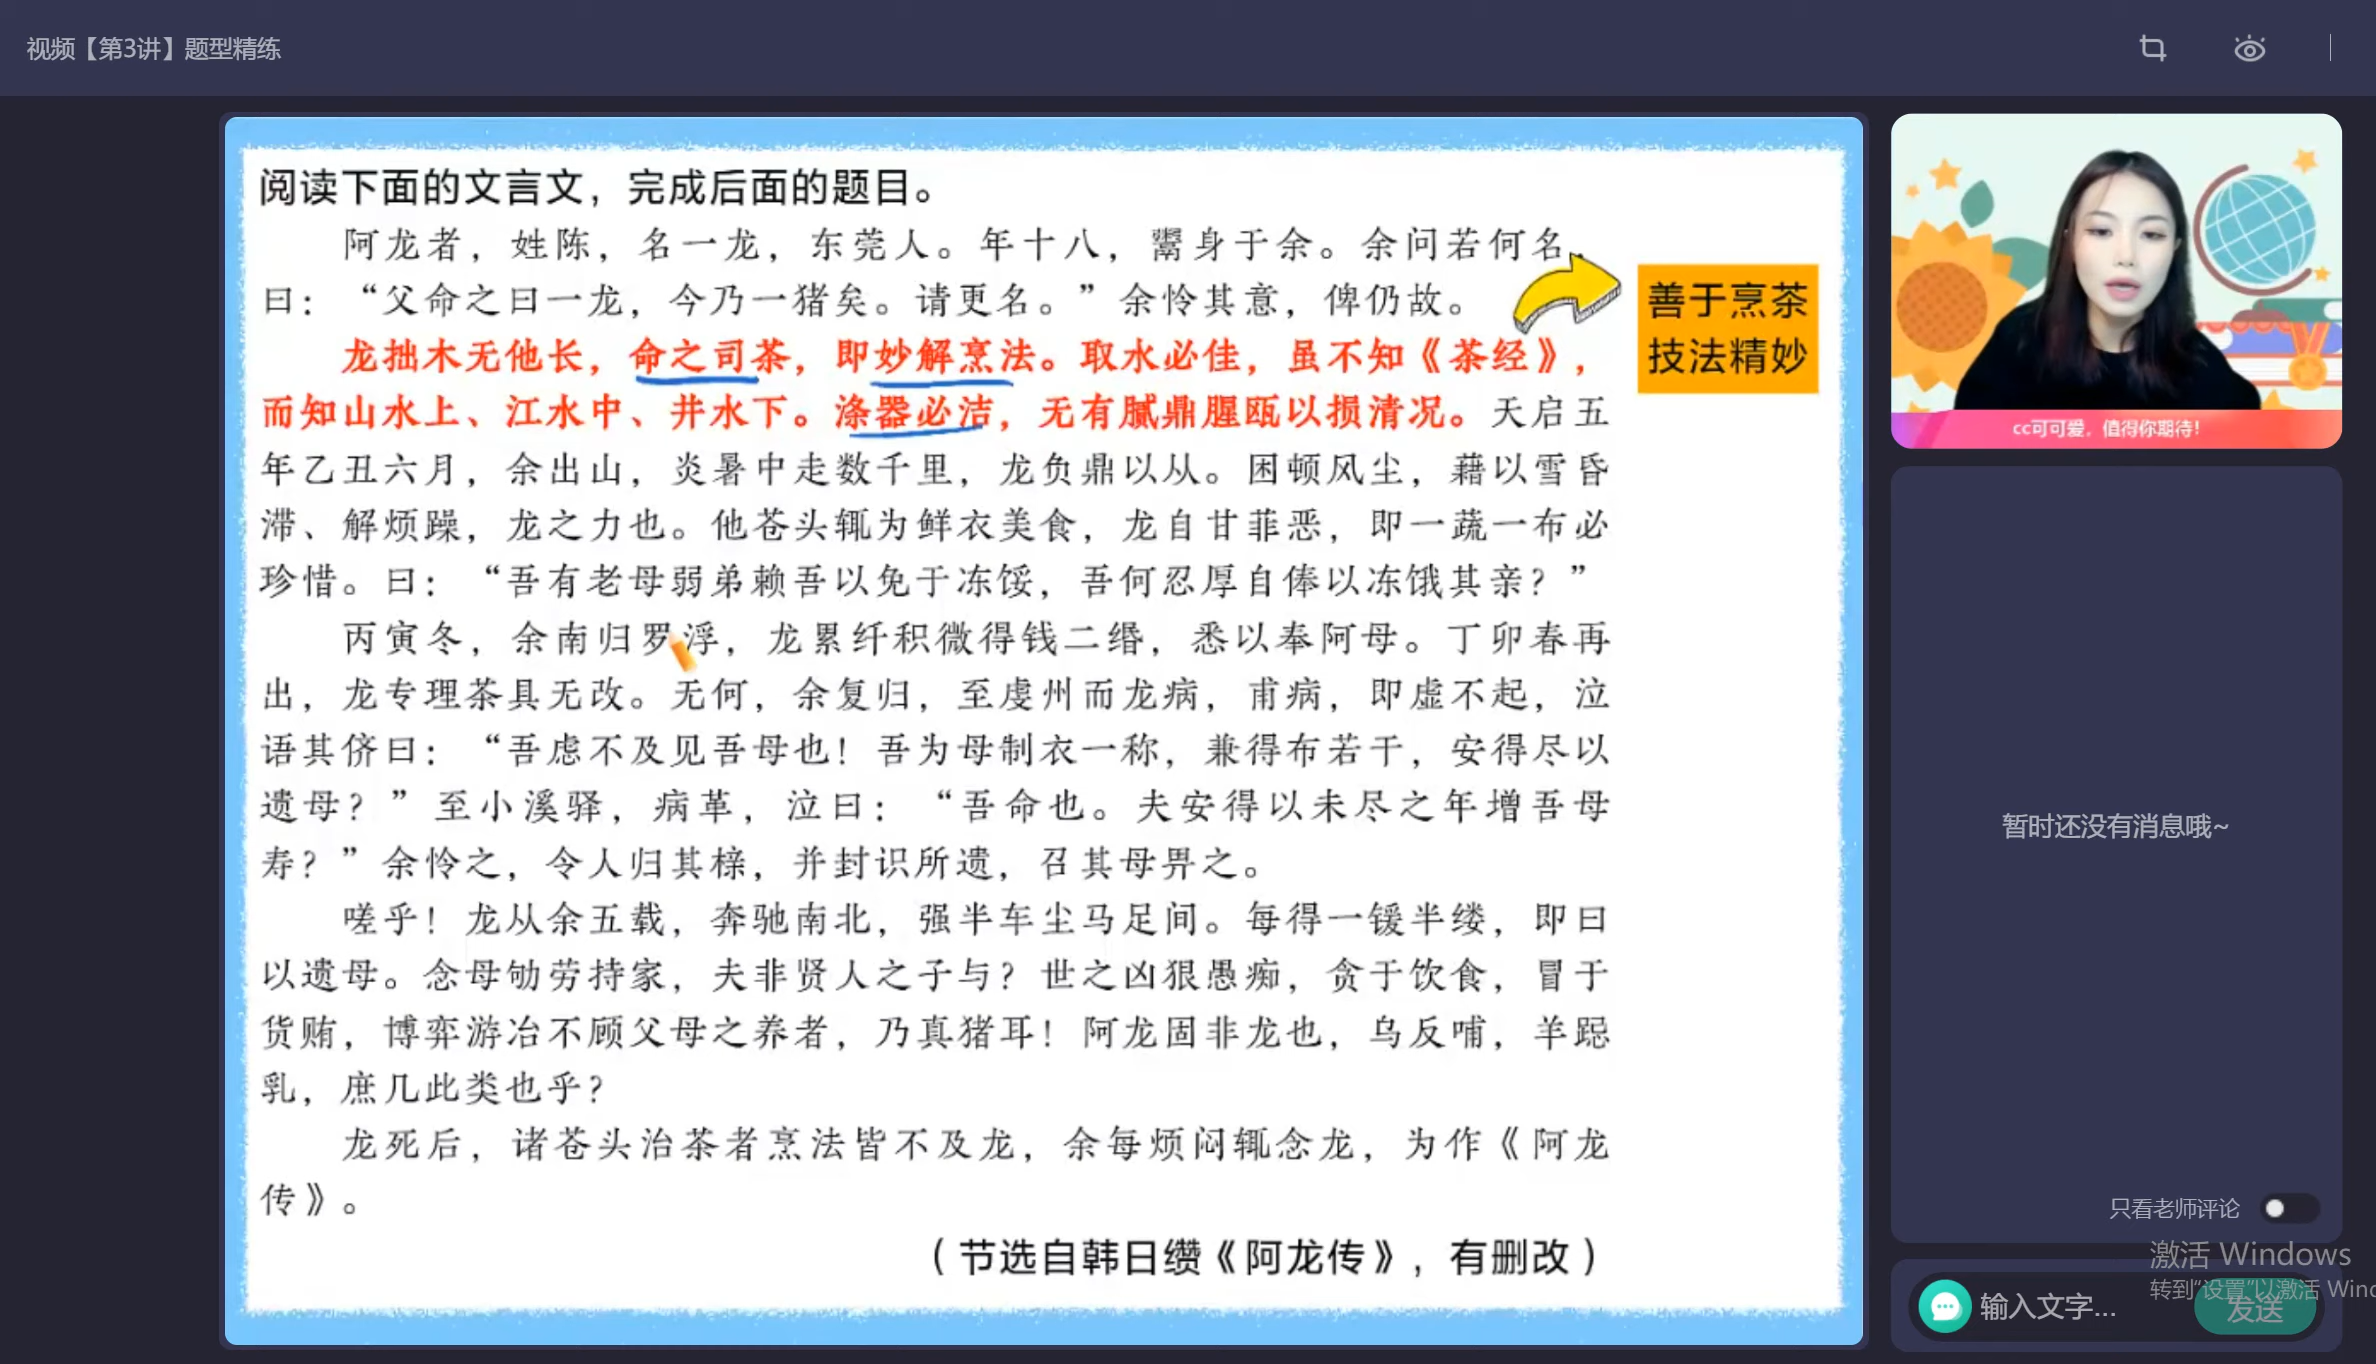 视频【第3讲】题型精练
阅读下面的文言文，完成后面的题目。
阿龙者，姓陈，名一龙，东莞人。年十八，鬻身于余。余问若何名，
曰：“父命之曰一龙，今乃一猪矣。请更名。”余怜其意，俾仍故。
龙拙木无他长，命之司茶，即妙解烹法。取水必佳，虽不知《茶经》，
而知山水上、江水中、井水下。涤器必洁，无有腻鼎腥瓯以损清况。天启五
年乙丑六月，余出山，炎暑中走数千里，龙负鼎以从。困顿风尘，藉以雪昏
滞、解烦躁，龙之力也。他苍头辄为鲜衣美食，龙自甘菲恶，即一蔬一布必
珍惜。曰：“吾有老母弱弟赖吾以免于冻馁，吾何忍厚自俸以冻饿其亲？”
丙寅冬，余南归罗浮，龙累纤积微得钱二缗，悉以奉阿母。丁卯春再
出，龙专理茶具无改。无何，余复归，至虔州而龙病，甫病，即虚不起，泣
语其侪曰：“吾虑不及见吾母也！吾为母制衣一称，兼得布若干，安得尽以
遗母？”至小溪驿，病革，泣曰：“吾命也。夫安得以未尽之年增吾母
寿？”余怜之，令人归其榇，并封识所遗，召其母畀之。
嗟乎！龙从余五载，奔驰南北，强半车尘马足间。每得一锾半缕，即曰
以遗母。念母劬劳持家，夫非贤人之子与？世之凶狠愚痴，贪于饮食，冒于
货贿，博弈游冶不顾父母之养者，乃真猪耳！阿龙固非龙也，乌反哺，羊跽
乳，庶几此类也乎？
龙死后，诸苍头治茶者烹法皆不及龙，余每烦闷辄念龙，为作《阿龙
传》。
（节选自韩日缵《阿龙传》，有删改）
善于烹茶
技法精妙
cc可可爱，值得你期待！
暂时还没有消息哦~
只看老师评论
激活 Windows
转到“设置”以激活 Winc
输入文字...
发送